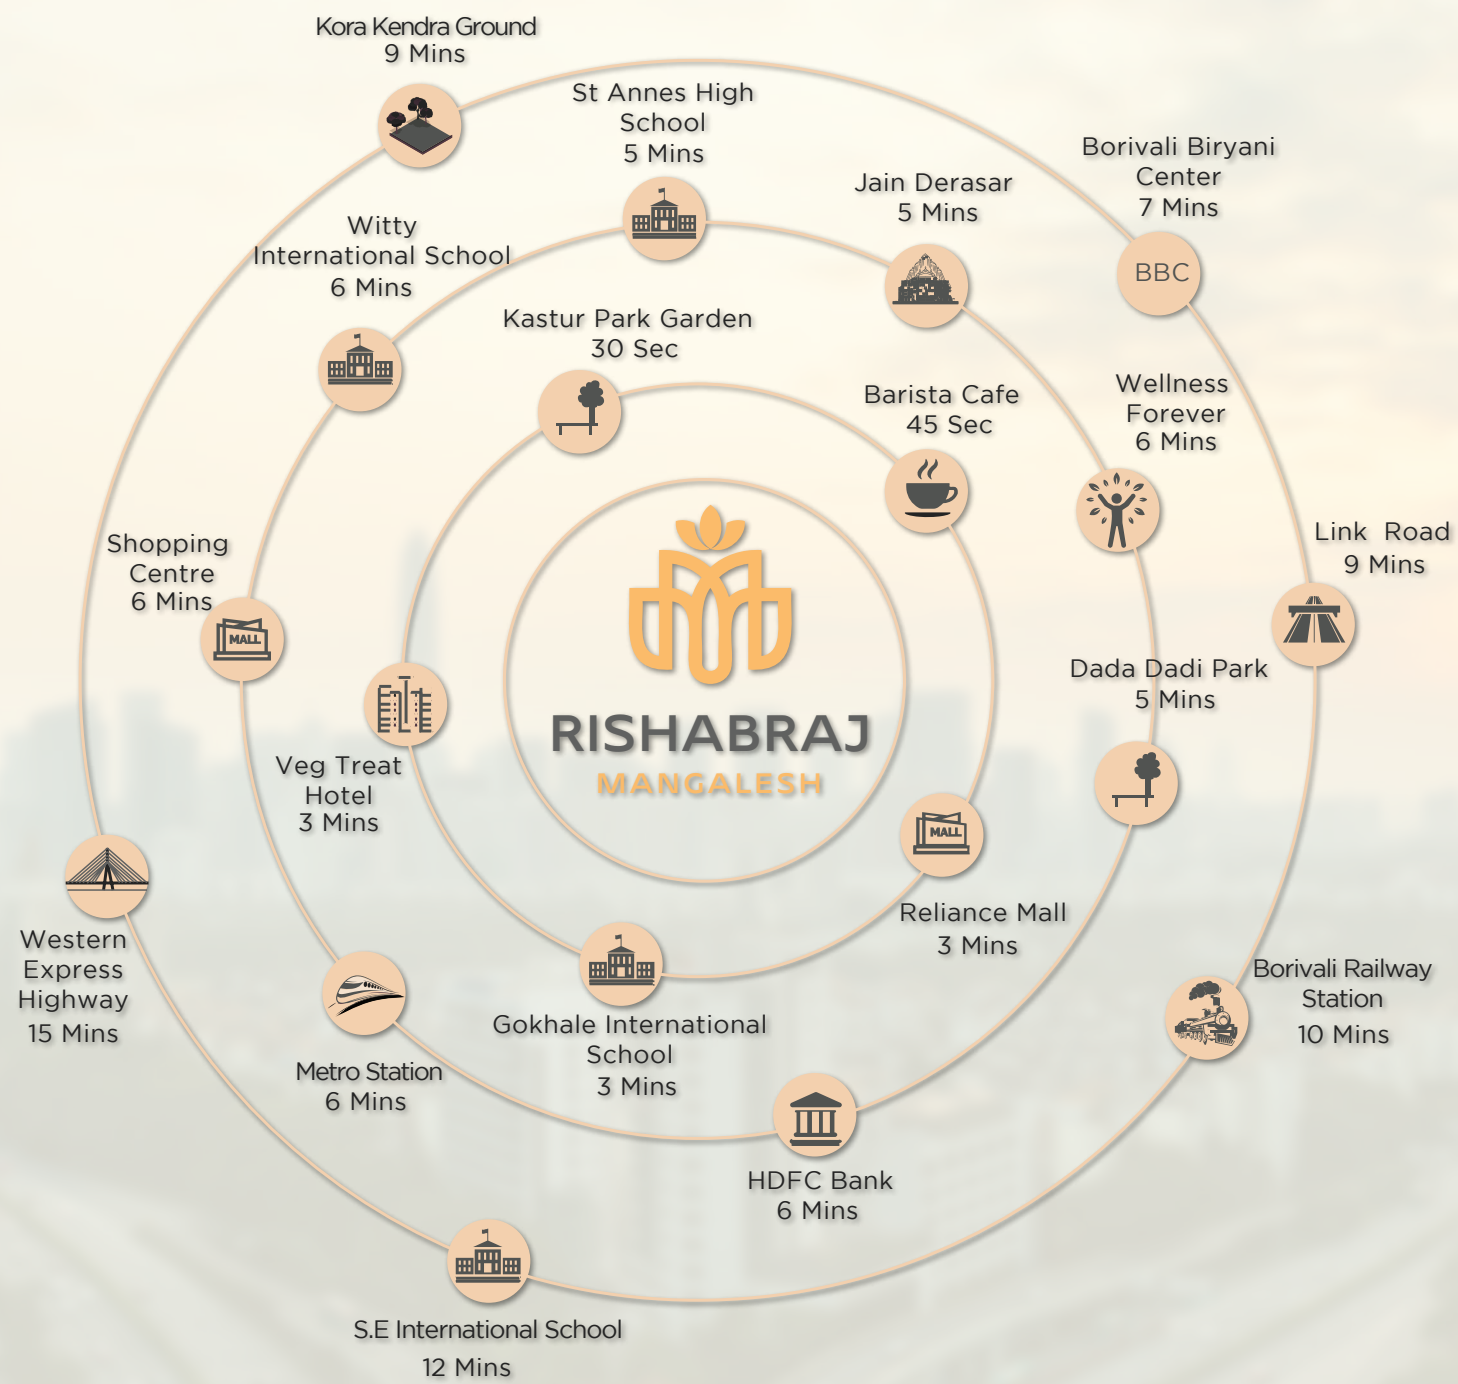 Kora Kendra Ground
9 Mins
St Annes High
School
5 Mins
Borivali Biryani
Center
7 Mins
BBC
Jain Derasar
5 Mins
Witty
International School
6 Mins
Kastur Park Garden
30 Sec
Barista Cafe
45 Sec
Wellness
Forever
6 Mins
Link Road
9 Mins
Shopping
Centre
6 Mins
MALL
RISHABRAJ
MANGALESH
Dada Dadi Park
5 Mins
Veg Treat
Hotel
3 Mins
MALL
Reliance Mall
3 Mins
Western
Express
Highway
15 Mins
Borivali Railway
Station
10 Mins
Gokhale International
School
3 Mins
Metro Station
6 Mins
HDFC Bank
6 Mins
S.E International School
12 Mins